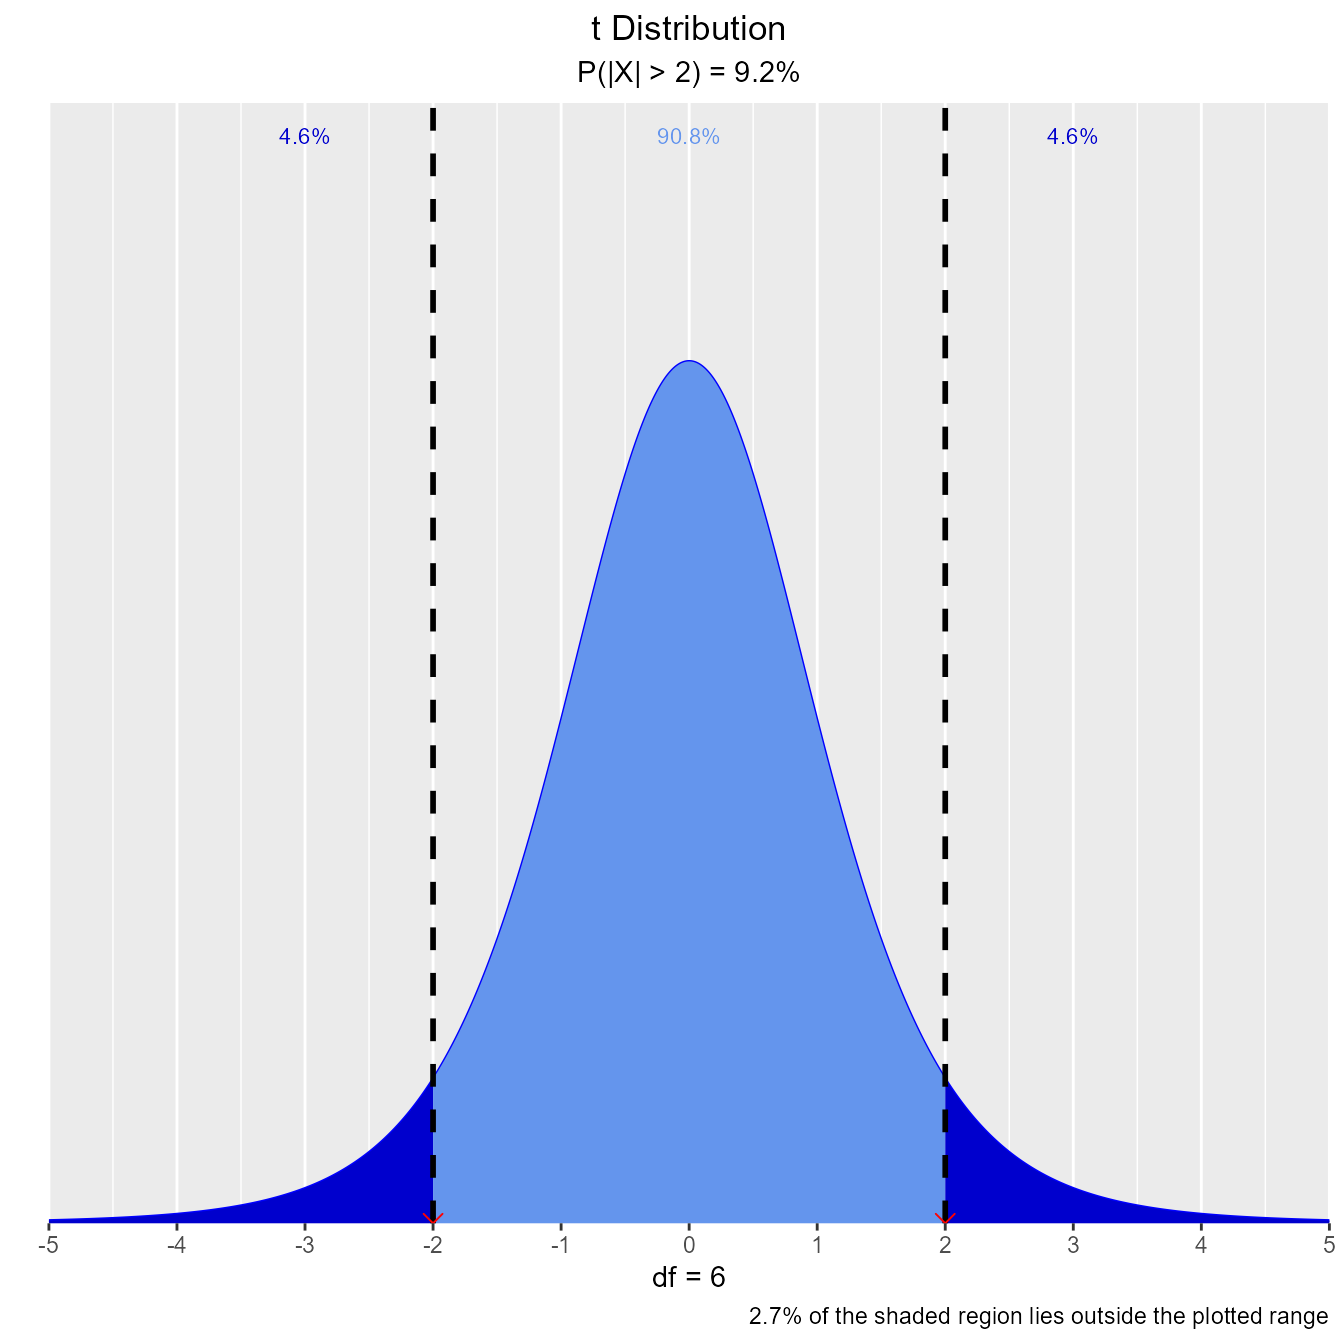 t Distribution
P(|X| > 2) = 9.2%
4.6% 90.8% 4.6%
-5 -4 -3 -2 -1 0 1 2 3 4 5
df = 6
2.7% of the shaded region lies outside the plotted range